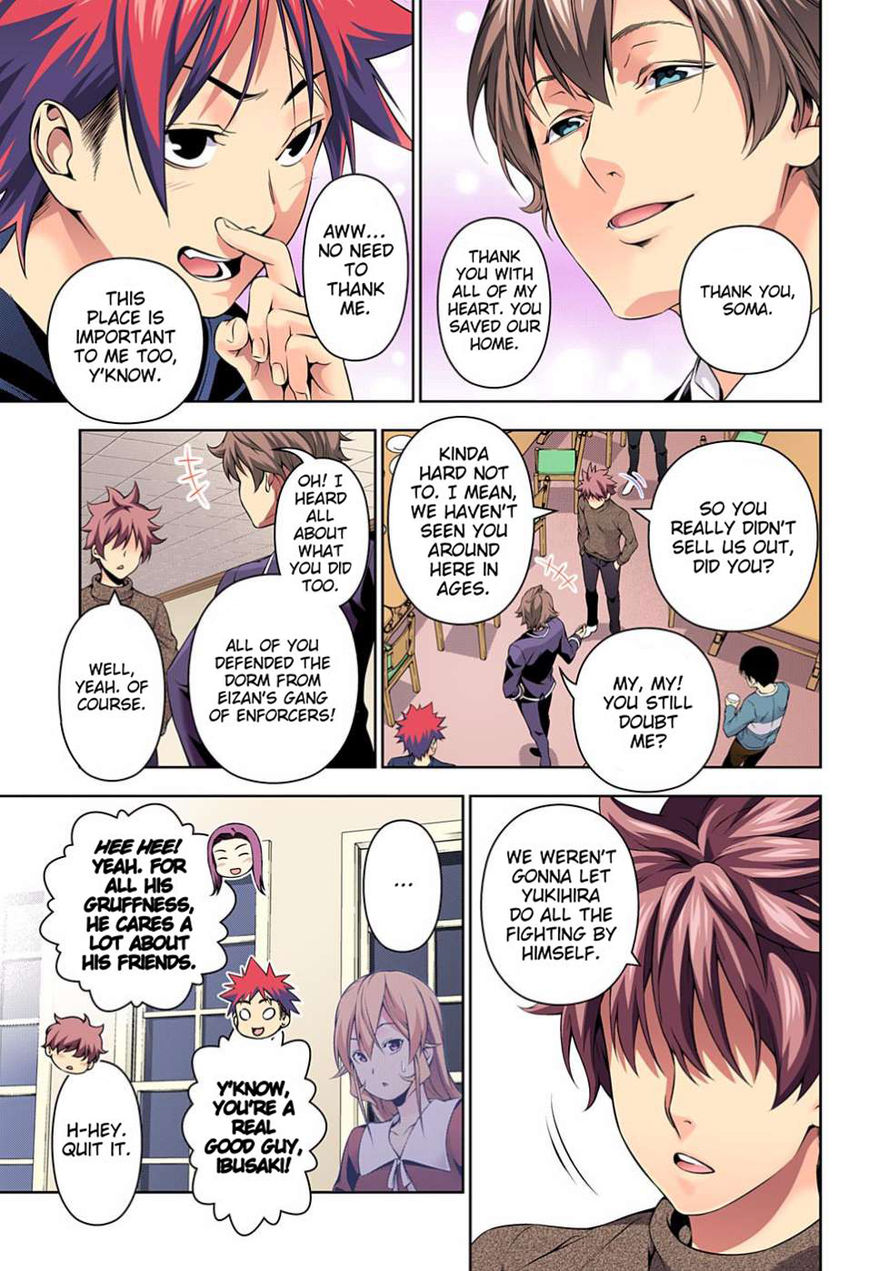 THANK YOU,
SOMA.
THANK
YOU WITH
ALL OF MY
HEART. YOU
SAVED OUR
HOME.
AWW...
NO NEED
TO
THANK
ME.
THIS
PLACE IS
IMPORTANT
TO ME TOO,
Y'KNOW.
SO YOU
REALLY DIDN'T
SELL US OUT,
DID YOU?
MY, MY!
YOU STILL
DOUBT
ME?
KINDA
HARD NOT
TO. I MEAN,
WE HAVEN'T
SEEN YOU
AROUND
HERE IN
AGES.
OH! I
HEARD
ALL
ABOUT
WHAT
YOU DID
TOO.
ALL OF YOU
DEFENDED THE
DORM FROM
EIZAN'S GANG
OF ENFORCERS!
WELL,
YEAH. OF
COURSE.
WE WEREN'T
GONNA LET
YUKIHIRA
DO ALL THE
FIGHTING BY
HIMSELF.
...
HEE HEE!
YEAH. FOR
ALL HIS
GRUFFNESS,
HE CARES A
LOT ABOUT
HIS FRIENDS.
Y'KNOW,
YOU'RE A
REAL
GOOD GUY,
IBUSAKI!
H-HEY.
QUIT IT.